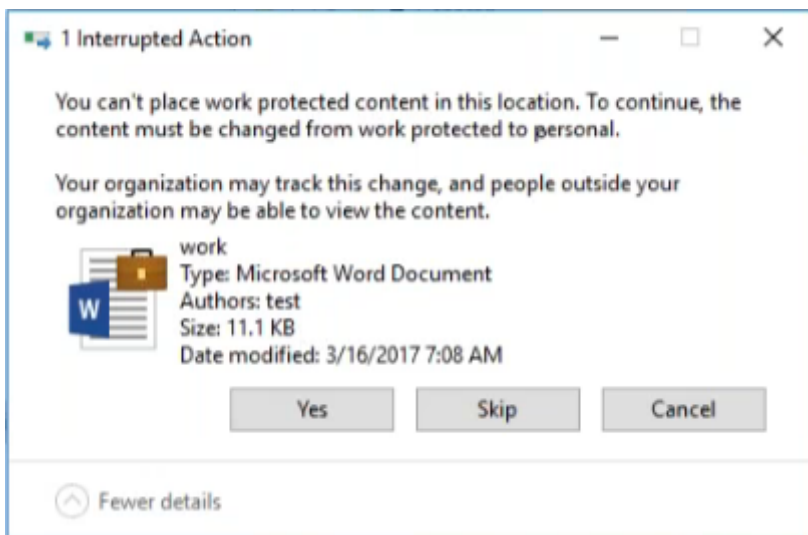 1 Interrupted Action
You can't place work protected content in this location. To continue, the
content must be changed from work protected to personal.
Your organization may track this change, and people outside your
organization may be able to view the content.
work
Type: Microsoft Word Document
Authors: test
Size: 11.1 KB
Date modified: 3/16/2017 7:08 AM
W
Yes Skip Cancel
Fewer details